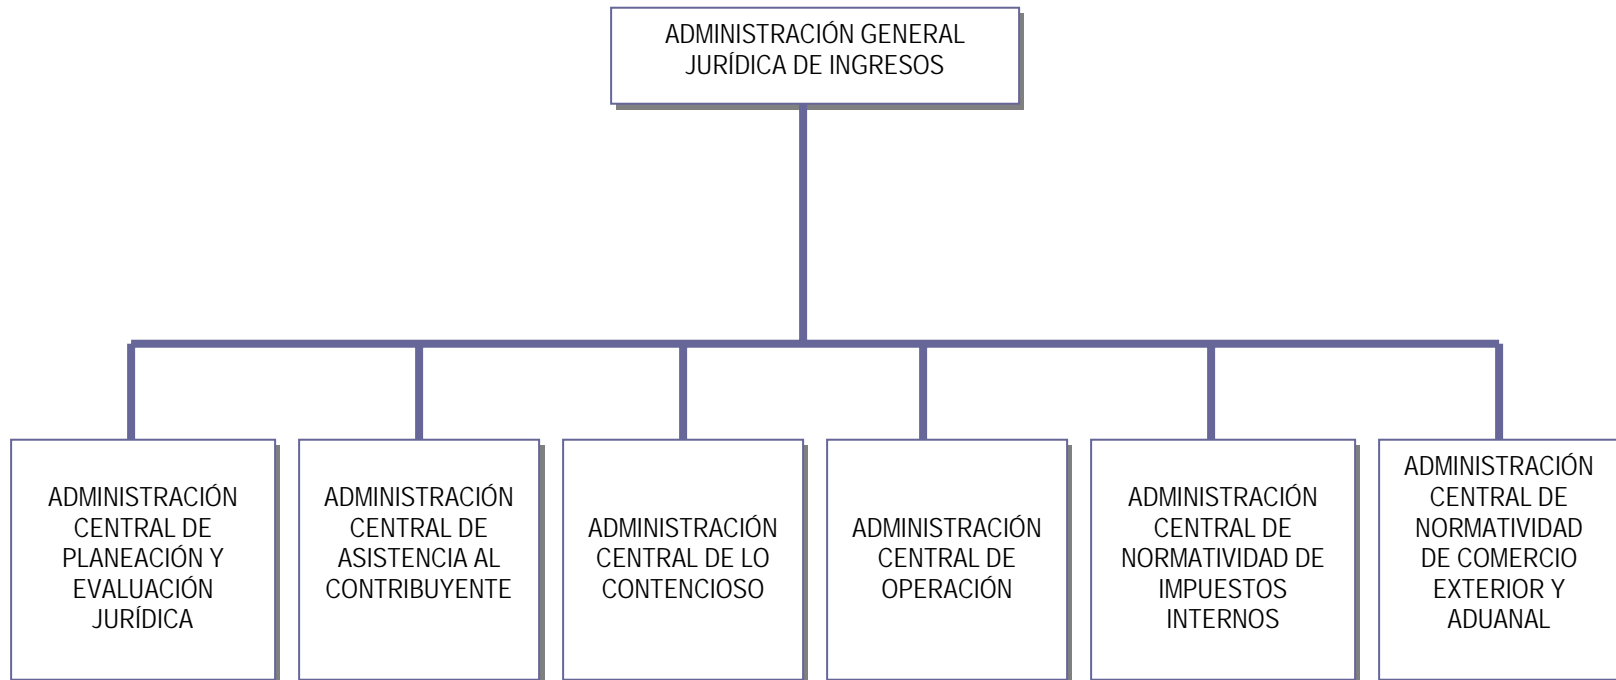 ADMINISTRACIÓN GENERAL
JURÍDICA DE INGRESOS
ADMINISTRACIÓN
CENTRAL DE
PLANEACIÓN Y
EVALUACIÓN
JURÍDICA
ADMINISTRACIÓN
CENTRAL DE
ASISTENCIA AL
CONTRIBUYENTE
ADMINISTRACIÓN
CENTRAL DE LO
CONTENCIOSO
ADMINISTRACIÓN
CENTRAL DE
OPERACIÓN
ADMINISTRACIÓN
CENTRAL DE
NORMATIVIDAD DE
IMPUESTOS
INTERNOS
ADMINISTRACIÓN
CENTRAL DE
NORMATIVIDAD
DE COMERCIO
EXTERIOR Y
ADUANAL